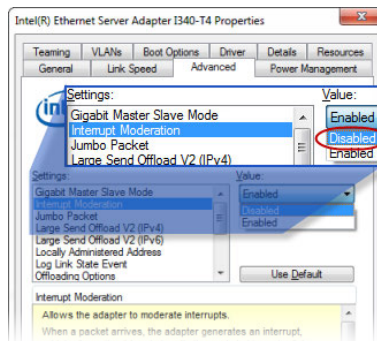 Intel(R) Ethernet Server Adapter I340-T4 Properties
Teaming VLANs Boot Options Driver Details Resources
General Link Speed Advanced Power Management
Settings: Value:
Gigabit Master Slave Mode Enabled
Interrupt Moderation Disabled
Jumbo Packet Enabled
Large Send Offload V2 (IPv4)
(int
Settings: Value:
Gigabit Master Slave Mode Enabled
Interrupt Moderation Disabled
Jumbo Packet Enabled
Large Send Offload V2 (IPv4)
Large Send Offload V2 (IPv6)
Locally Administered Address
Log Link State Event
Offloading Options Use Default
Interrupt Moderation
Allows the adapter to moderate interrupts.
When a packet arrives, the adapter generates an interrupt,